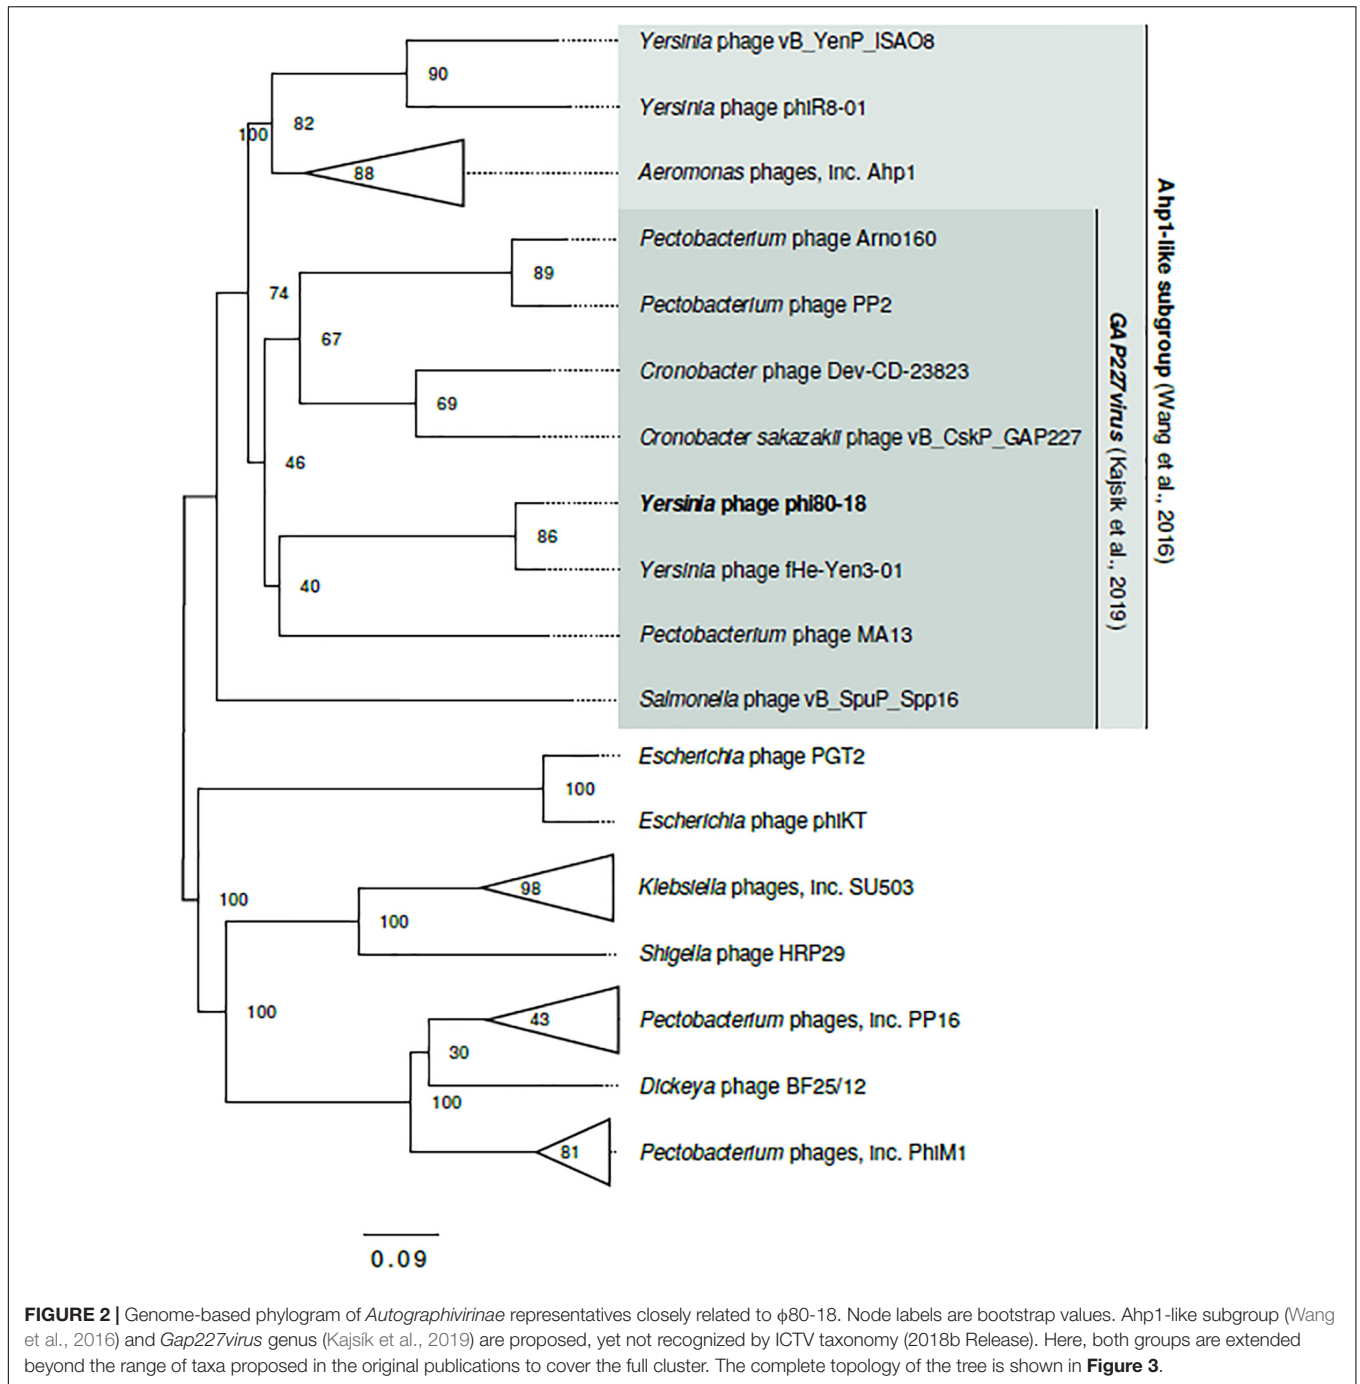 Yersinia phage vB_YenP_ISAO8
90
Yersinia phage phiR8-01
100
82
Aeromonas phages, inc. Ahp1
88
Pectobacterium phage Arno160
89
Pectobacterium phage PP2
74
67
Cronobacter phage Dev-CD-23823
69
Cronobacter sakazakii phage vB_CskP_GAP227
46
Yersinia phage phi80-18
86
Yersinia phage fHe-Yen3-01
40
Pectobacterium phage MA13
Salmonella phage vB_SpuP_Spp16
GAP227virus (Kajsík et al., 2019)
Ahp1-like subgroup (Wang et al., 2016)
Escherichia phage PGT2
100
Escherichia phage phiKT
Klebsiella phages, inc. SU503
98
100
100
Shigella phage HRP29
100
Pectobacterium phages, inc. PP16
43
30
Dickeya phage BF25/12
100
Pectobacterium phages, inc. PhiM1
81
0.09
FIGURE 2 | Genome-based phylogram of Autographivirinae representatives closely related to ϕ80-18. Node labels are bootstrap values. Ahp1-like subgroup (Wang
et al., 2016) and Gap227virus genus (Kajsík et al., 2019) are proposed, yet not recognized by ICTV taxonomy (2018b Release). Here, both groups are extended
beyond the range of taxa proposed in the original publications to cover the full cluster. The complete topology of the tree is shown in Figure 3.